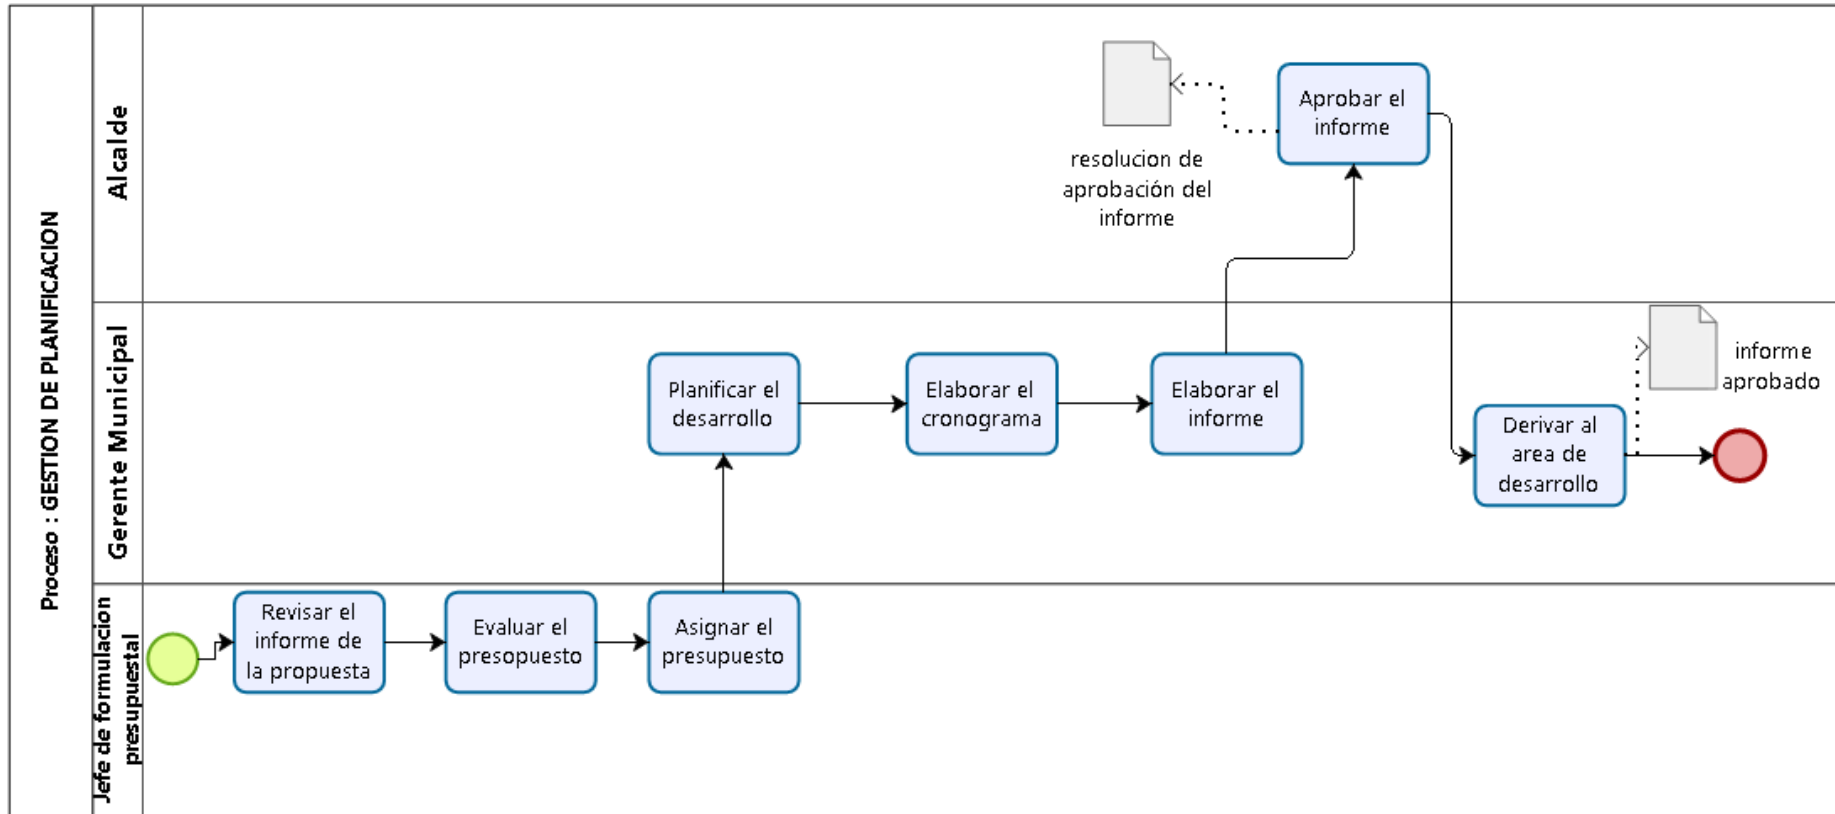 Proceso : GESTION DE PLANIFICACION
Alcalde
resolucion de
aprobación del
informe
Aprobar el
informe
Gerente Municipal
Planificar el
desarrollo
Elaborar el
cronograma
Elaborar el
informe
Derivar al
area de
desarrollo
informe
aprobado
Jefe de formulacion
presupuestal
Revisar el
informe de
la propuesta
Evaluar el
presopuesto
Asignar el
presupuesto